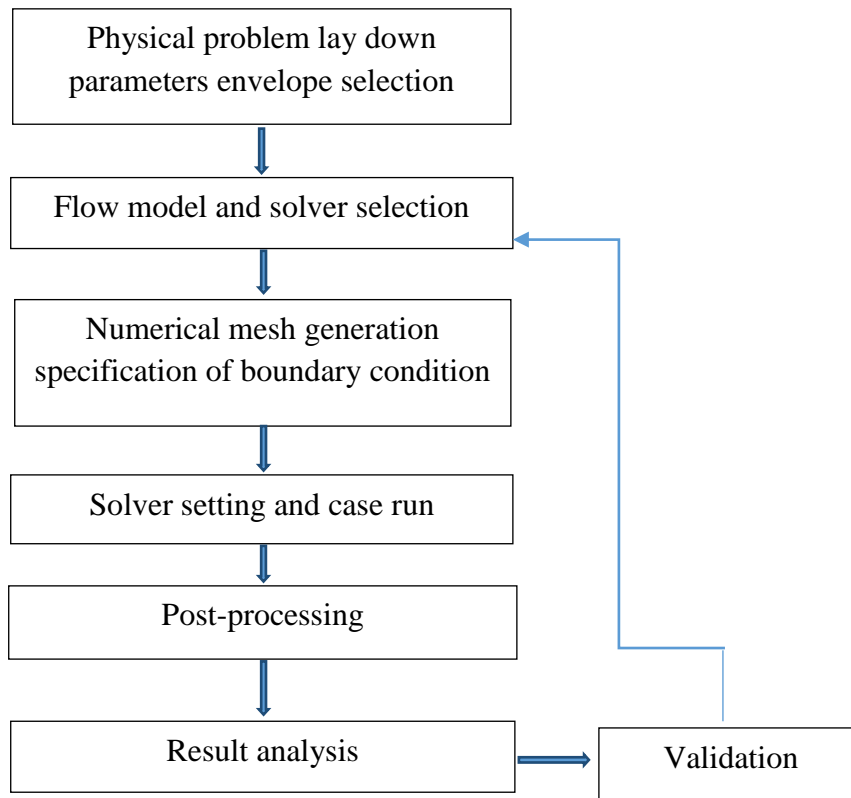 Physical problem lay down
parameters envelope selection
Flow model and solver selection
Numerical mesh generation
specification of boundary condition
Solver setting and case run
Post-processing
Result analysis
Validation